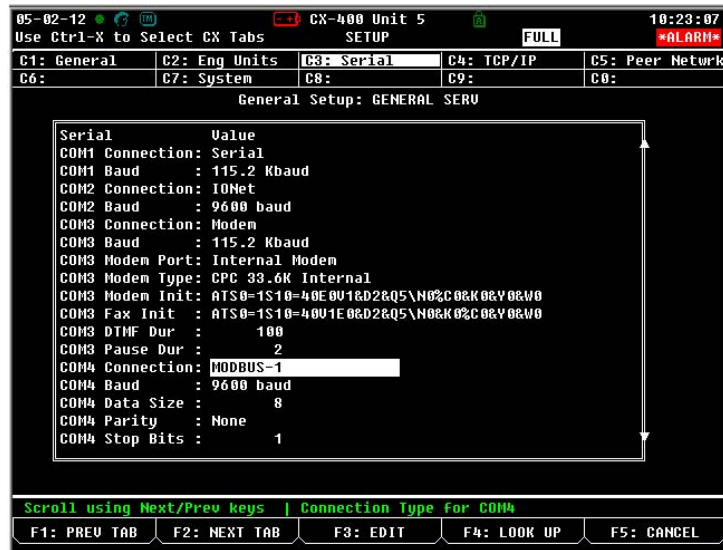 05-02-12 TM - + CX-400 Unit 5 10:23:07
Use Ctrl-X to Select CX Tabs SETUP FULL *ALARM*
C1: General C2: Eng Units C3: Serial C4: TCP/IP C5: Peer Netwrk
C6: C7: System C8: C9: C0:
General Setup: GENERAL SERV
Serial Value
COM1 Connection: Serial
COM1 Baud : 115.2 Kbaud
COM2 Connection: IONet
COM2 Baud : 9600 baud
COM3 Connection: Modem
COM3 Baud : 115.2 Kbaud
COM3 Modem Port: Internal Modem
COM3 Modem Type: CPC 33.6K Internal
COM3 Modem Init: ATS0=1S10=40E0V1&D2&Q5\N0%C0&K0&Y0&W0
COM3 Fax Init : ATS0=1S10=40V1E0&D2&Q5\N0&K0%C0&Y0&W0
COM3 DTMF Dur : 100
COM3 Pause Dur : 2
COM4 Connection: MODBUS-1
COM4 Baud : 9600 baud
COM4 Data Size : 8
COM4 Parity : None
COM4 Stop Bits : 1
Scroll using Next/Prev keys | Connection Type for COM4
F1: PREV TAB F2: NEXT TAB F3: EDIT F4: LOOK UP F5: CANCEL